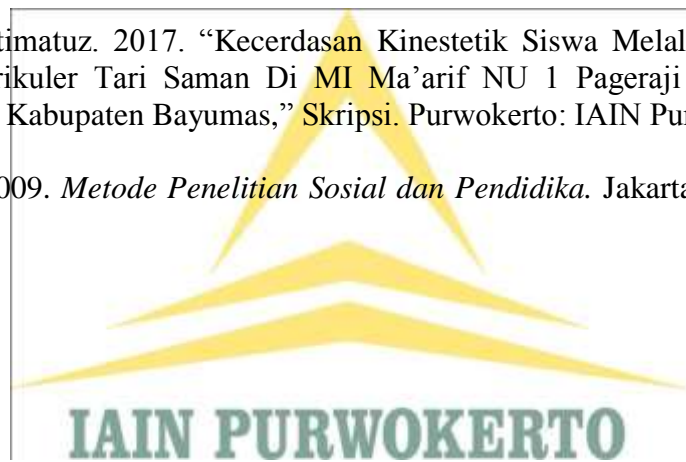 timatuz. 2017. “Kecerdasan Kinestetik Siswa Melal
rikuler Tari Saman Di MI Ma’arif NU 1 Pageraji
Kabupaten Bayumas,” Skripsi. Purwokerto: IAIN Pur
009. Metode Penelitian Sosial dan Pendidika. Jakarta
IAIN PURWOKERTO